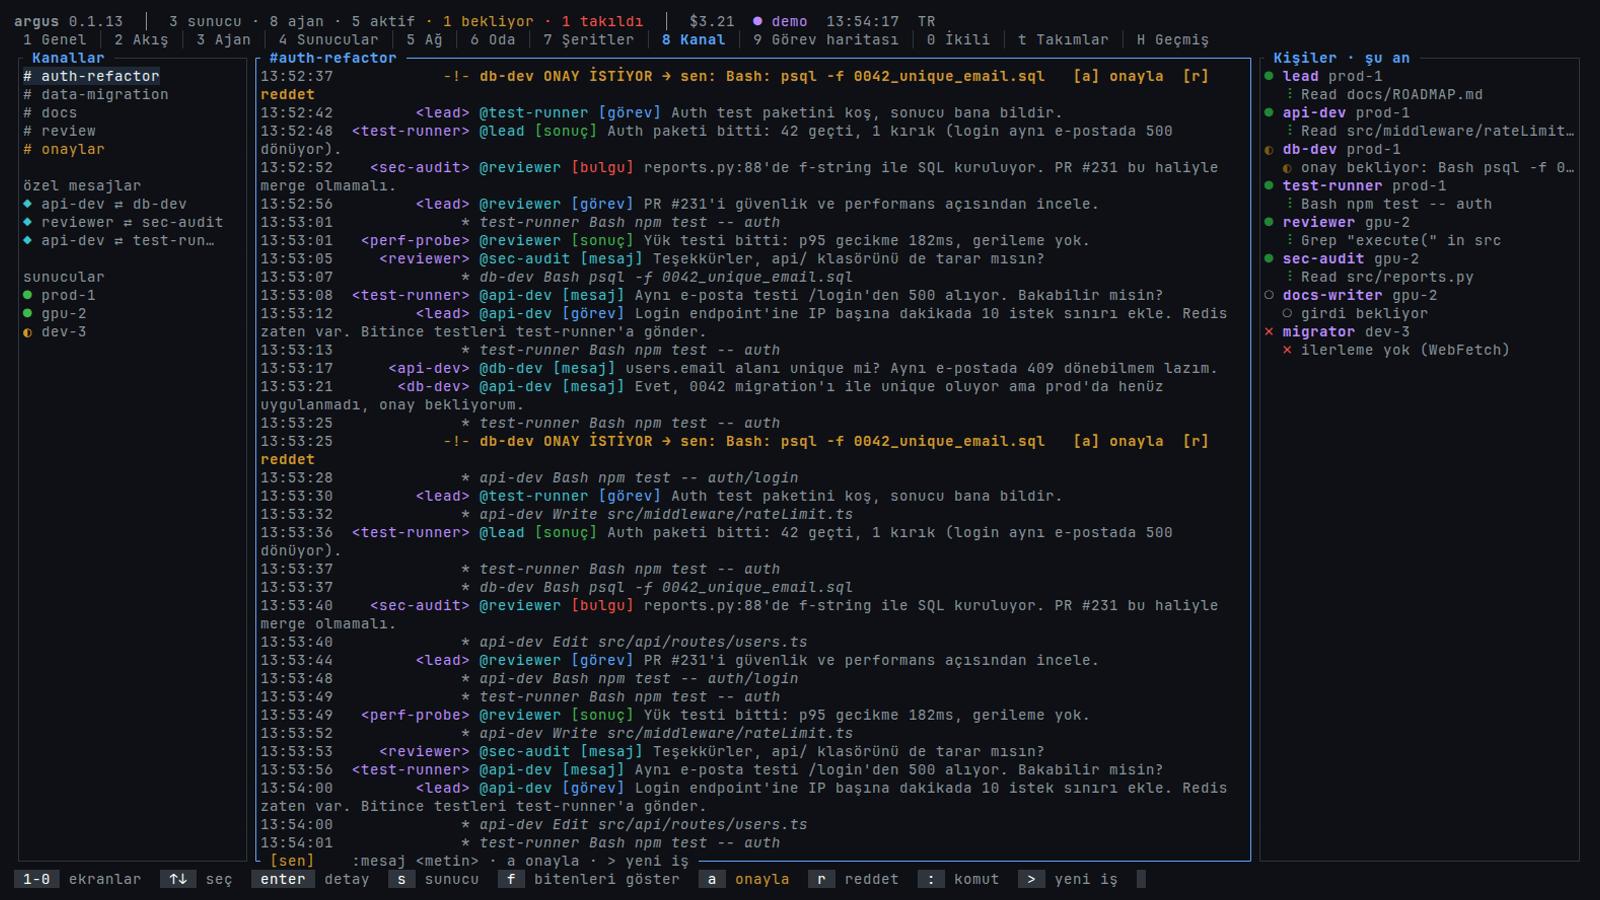 argus 0.1.13 │ 3 sunucu · 8 ajan · 5 aktif · 1 bekliyor · 1 takıldı │ $3.21 ● demo 13:54:17 TR
1 Genel │ 2 Akış │ 3 Ajan │ 4 Sunucular │ 5 Ağ │ 6 Oda │ 7 Şeritler │ 8 Kanal │ 9 Görev haritası │ 0 İkili │ t Takımlar │ H Geçmiş
Kanallar
# auth-refactor
# data-migration
# docs
# review
# onaylar
özel mesajlar
◆ api-dev ⇄ db-dev
◆ reviewer ⇄ sec-audit
◆ api-dev ⇄ test-run…
sunucular
● prod-1
● gpu-2
◐ dev-3
#auth-refactor
13:52:37 -!- db-dev ONAY İSTİYOR → sen: Bash: psql -f 0042_unique_email.sql [a] onayla [r]
reddet
13:52:42 <lead> @test-runner [görev] Auth test paketini koş, sonucu bana bildir.
13:52:48 <test-runner> @lead [sonuç] Auth paketi bitti: 42 geçti, 1 kırık (login aynı e-postada 500
dönüyor).
13:52:52 <sec-audit> @reviewer [bulgu] reports.py:88'de f-string ile SQL kuruluyor. PR #231 bu haliyle
merge olmamalı.
13:52:56 <lead> @reviewer [görev] PR #231'i güvenlik ve performans açısından incele.
13:53:01 * test-runner Bash npm test -- auth
13:53:01 <perf-probe> @reviewer [sonuç] Yük testi bitti: p95 gecikme 182ms, gerileme yok.
13:53:05 <reviewer> @sec-audit [mesaj] Teşekkürler, api/ klasörünü de tarar mısın?
13:53:07 * db-dev Bash psql -f 0042_unique_email.sql
13:53:08 <test-runner> @api-dev [mesaj] Aynı e-posta testi /login'den 500 alıyor. Bakabilir misin?
13:53:12 <lead> @api-dev [görev] Login endpoint'ine IP başına dakikada 10 istek sınırı ekle. Redis
zaten var. Bitince testleri test-runner'a gönder.
13:53:13 * test-runner Bash npm test -- auth
13:53:17 <api-dev> @db-dev [mesaj] users.email alanı unique mi? Aynı e-postada 409 dönebilmem lazım.
13:53:21 <db-dev> @api-dev [mesaj] Evet, 0042 migration'ı ile unique oluyor ama prod'da henüz
uygulanmadı, onay bekliyorum.
13:53:25 * test-runner Bash npm test -- auth
13:53:25 -!- db-dev ONAY İSTİYOR → sen: Bash: psql -f 0042_unique_email.sql [a] onayla [r]
reddet
13:53:28 * api-dev Bash npm test -- auth/login
13:53:30 <lead> @test-runner [görev] Auth test paketini koş, sonucu bana bildir.
13:53:32 * api-dev Write src/middleware/rateLimit.ts
13:53:36 <test-runner> @lead [sonuç] Auth paketi bitti: 42 geçti, 1 kırık (login aynı e-postada 500
dönüyor).
13:53:37 * test-runner Bash npm test -- auth
13:53:37 * db-dev Bash psql -f 0042_unique_email.sql
13:53:40 <sec-audit> @reviewer [bulgu] reports.py:88'de f-string ile SQL kuruluyor. PR #231 bu haliyle
merge olmamalı.
13:53:40 * api-dev Edit src/api/routes/users.ts
13:53:44 <lead> @reviewer [görev] PR #231'i güvenlik ve performans açısından incele.
13:53:48 * api-dev Bash npm test -- auth/login
13:53:49 * test-runner Bash npm test -- auth
13:53:49 <perf-probe> @reviewer [sonuç] Yük testi bitti: p95 gecikme 182ms, gerileme yok.
13:53:52 * api-dev Write src/middleware/rateLimit.ts
13:53:53 <reviewer> @sec-audit [mesaj] Teşekkürler, api/ klasörünü de tarar mısın?
13:53:56 <test-runner> @api-dev [mesaj] Aynı e-posta testi /login'den 500 alıyor. Bakabilir misin?
13:54:00 <lead> @api-dev [görev] Login endpoint'ine IP başına dakikada 10 istek sınırı ekle. Redis
zaten var. Bitince testleri test-runner'a gönder.
13:54:00 * api-dev Edit src/api/routes/users.ts
13:54:01 * test-runner Bash npm test -- auth
[sen] :mesaj <metin> · a onayla · > yeni iş
Kişiler · şu an
● lead prod-1
⋮ Read docs/ROADMAP.md
● api-dev prod-1
⋮ Read src/middleware/rateLimit…
◐ db-dev prod-1
◐ onay bekliyor: Bash psql -f 0…
● test-runner prod-1
⋮ Bash npm test -- auth
● reviewer gpu-2
⋮ Grep "execute(" in src
● sec-audit gpu-2
⋮ Read src/reports.py
○ docs-writer gpu-2
○ girdi bekliyor
✕ migrator dev-3
✕ ilerleme yok (WebFetch)
1-0 ekranlar ↑↓ seç enter detay s sunucu f bitenleri göster a onayla r reddet : komut > yeni iş